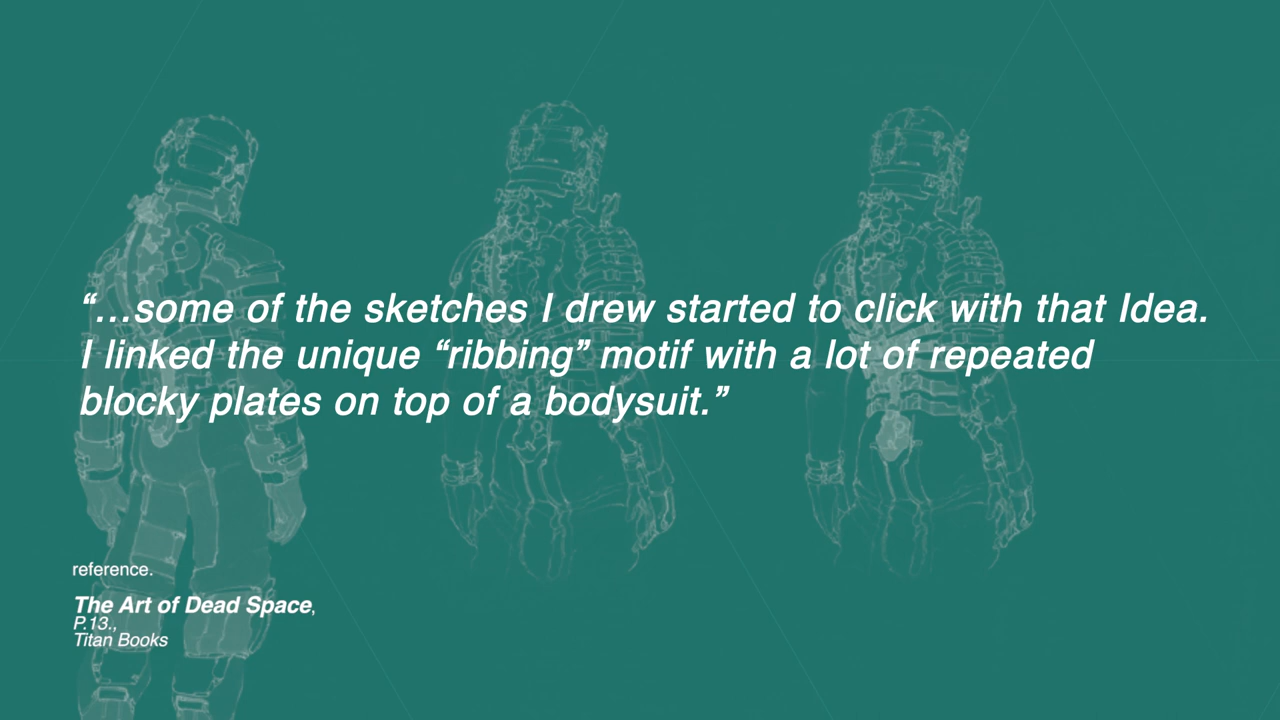 “…some of the sketches I drew started to click with that Idea.
I linked the unique “ribbing” motif with a lot of repeated
blocky plates on top of a bodysuit.”
reference.
The Art of Dead Space,
P.13.,
Titan Books